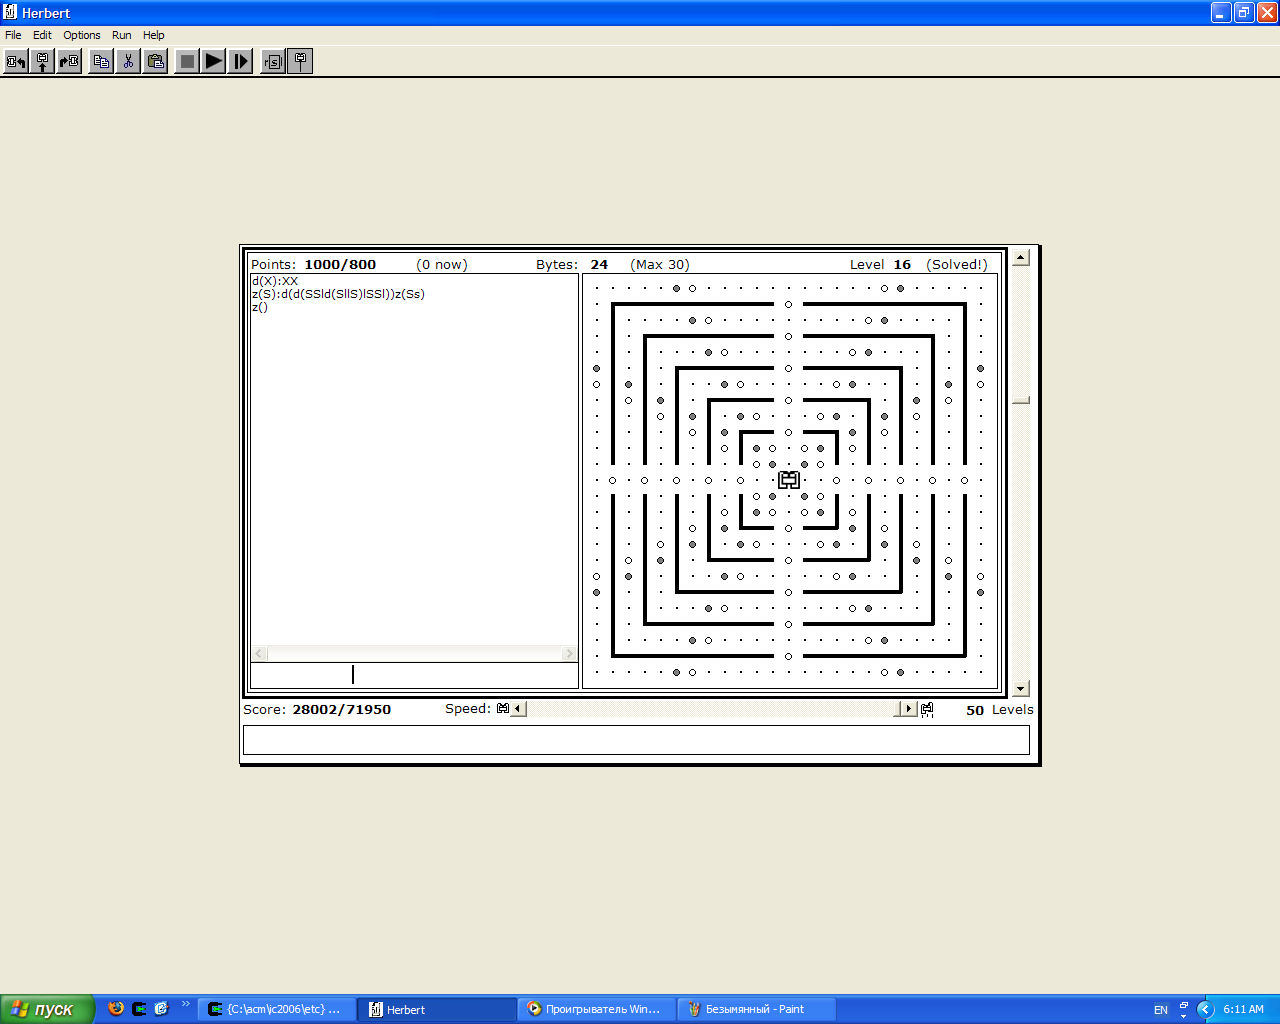 Herbert
File Edit Options Run Help
Points: 1000/800 (0 now) Bytes: 24 (Max 30) Level 16 (Solved!)
d(X):XX
z(S):d(d(SSld(SllS)lSSl))z(Ss)
z()
Score: 28002/71950 Speed: 50 Levels
пуск {C:\acm\ic2006\etc} ... Herbert Проигрыватель Win... Безымянный - Paint EN 6:11 AM